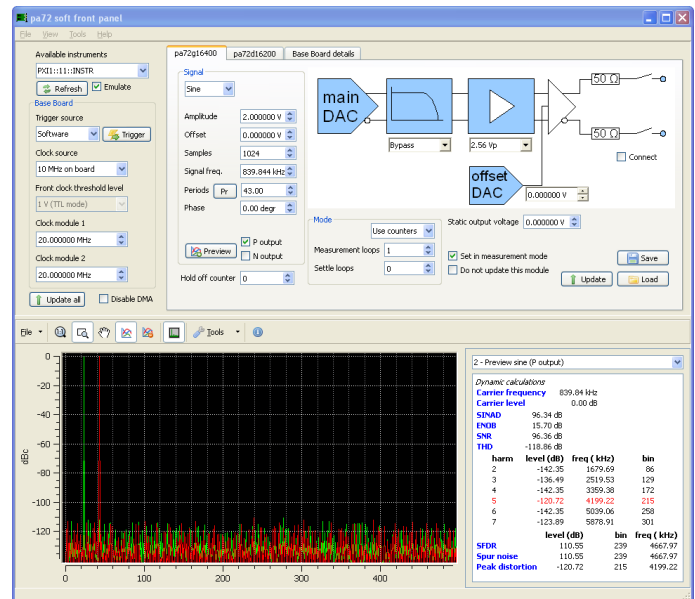 pa72 soft front panel
File View Tools Help
Available instruments
PXI1::11::INSTR
Refresh Emulate
Base Board
Trigger source
Software Trigger
Clock source
10 MHz on board
Front clock threshold level
1 V (TTL mode)
Clock module 1
20.000000 MHz
Clock module 2
20.000000 MHz
Update all Disable DMA
pa72g16400 pa72d16200 Base Board details
Signal
Sine
Amplitude 2.000000 V
Offset 0.000000 V
Samples 1024
Signal freq. 839.844 kHz
Periods Pr 43.00
Phase 0.00 degr
Preview P output
N output
Hold off counter 0
main
DAC
Bypass
2.56 Vp
50 Ω
50 Ω
Connect
offset
DAC
0.000000 V
Mode
Use counters
Measurement loops 1
Settle loops 0
Static output voltage 0.000000 V
Set in measurement mode
Do not update this module
Save
Update Load
File Tools
dBc
0
-20
-40
-60
-80
-100
-120
0 100 200 300 400
2 - Preview sine (P output)
Dynamic calculations
Carrier frequency 839.84 kHz
Carrier level 0.00 dB
SINAD 96.34 dB
ENOB 15.70 dB
SNR 96.36 dB
THD -118.86 dB
harm level (dB) freq ( kHz) bin
2 -142.35 1679.69 86
3 -136.49 2519.53 129
4 -142.35 3359.38 172
5 -120.72 4199.22 215
6 -142.35 5039.06 258
7 -123.89 5878.91 301
level (dB) bin freq ( kHz)
SFDR 110.55 239 4667.97
Spur noise 110.55 239 4667.97
Peak distortion -120.72 215 4199.22